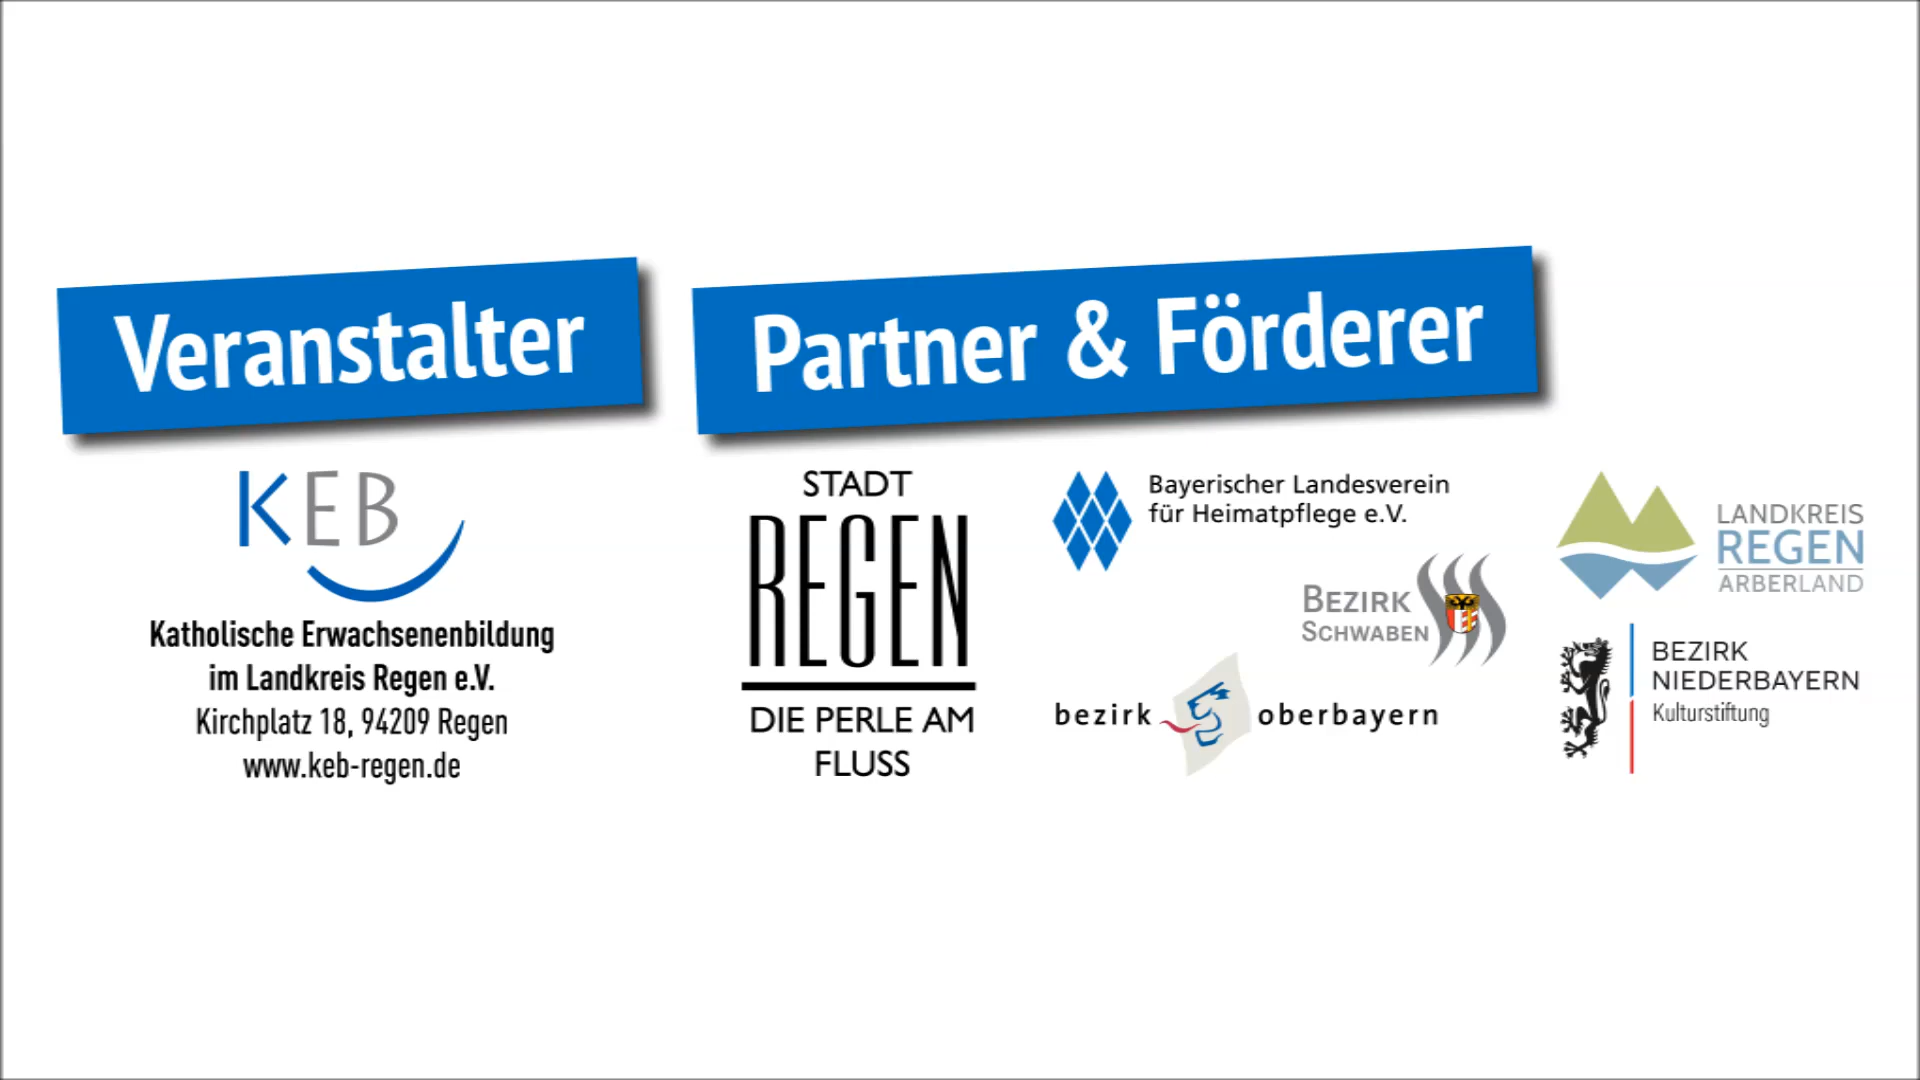 Veranstalter
KEB
Katholische Erwachsenenbildung
im Landkreis Regen e.V.
Kirchplatz 18, 94209 Regen
www.keb-regen.de
Partner & Förderer
STADT
REGEN
DIE PERLE AM
FLUSS
Bayerischer Landesverein
für Heimatpflege e.V.
BEZIRK
SCHWABEN
bezirk oberbayern
LANDKREIS
REGEN
ARBERLAND
BEZIRK
NIEDERBAYERN
Kulturstiftung